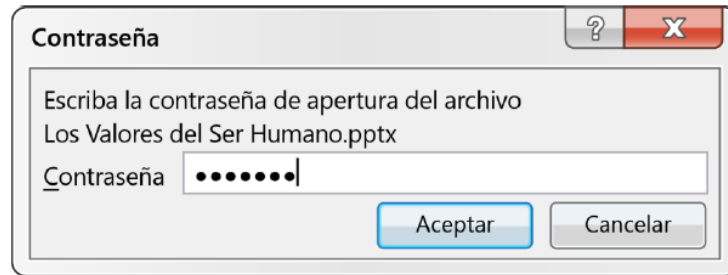 Contraseña
?
X
Escriba la contraseña de apertura del archivo
Los Valores del Ser Humano.pptx
Contraseña •••••••
Aceptar Cancelar